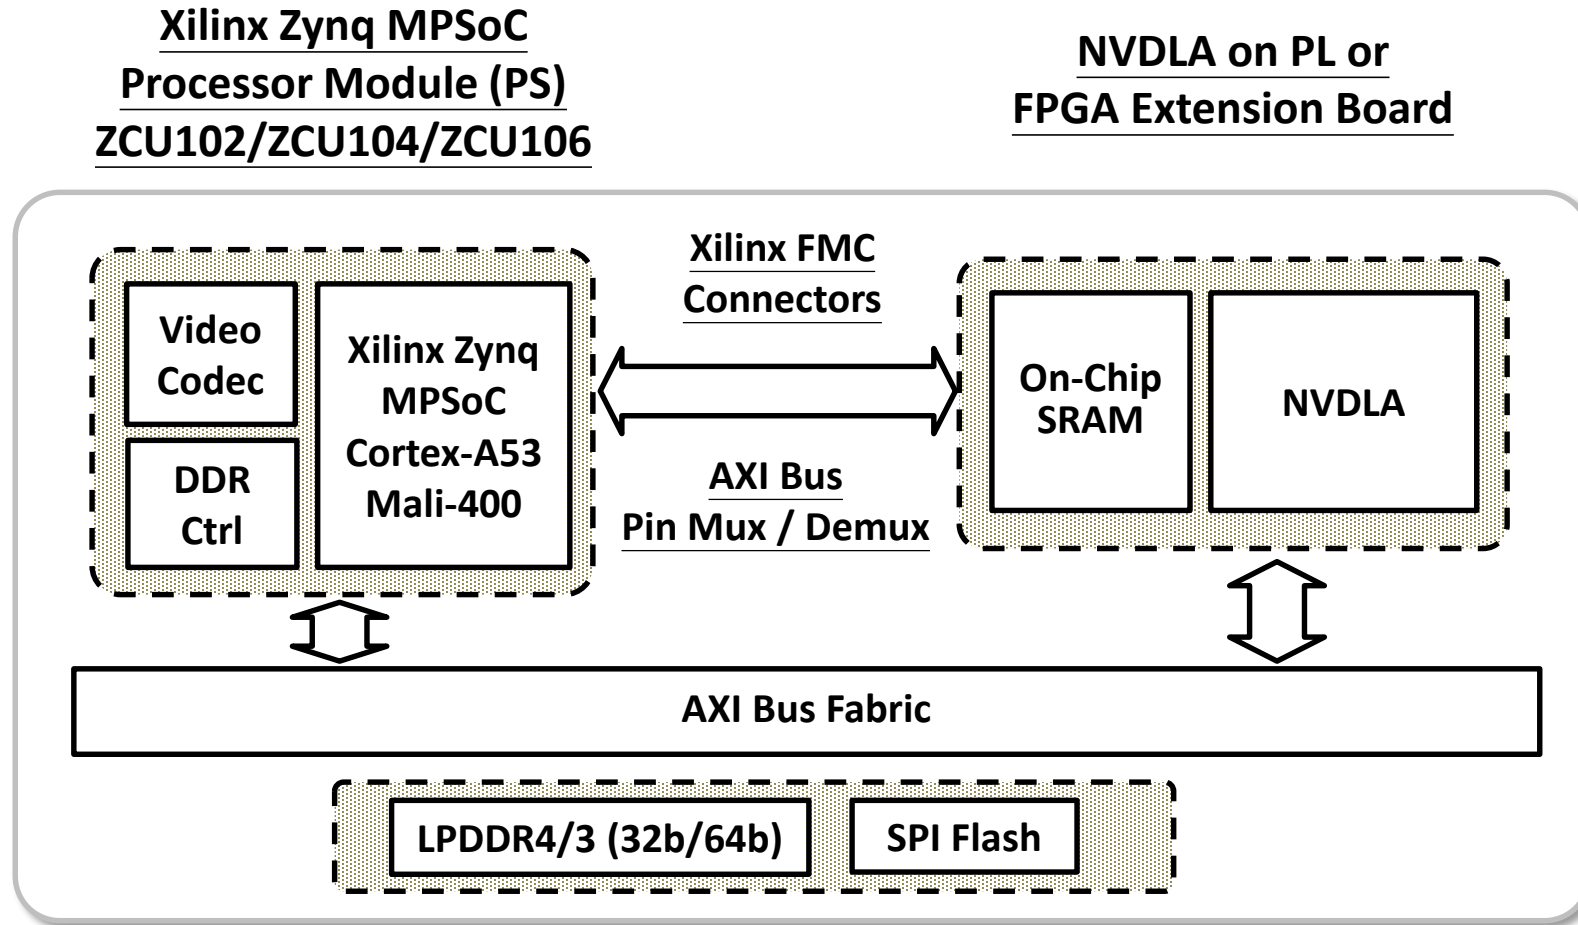 Xilinx Zynq MPSoC
Processor Module (PS)
ZCU102/ZCU104/ZCU106
NVDLA on PL or
FPGA Extension Board
Video
Codec
DDR
Ctrl
Xilinx Zynq
MPSoC
Cortex-A53
Mali-400
Xilinx FMC
Connectors
AXI Bus
Pin Mux / Demux
On-Chip
SRAM
NVDLA
AXI Bus Fabric
LPDDR4/3 (32b/64b)
SPI Flash